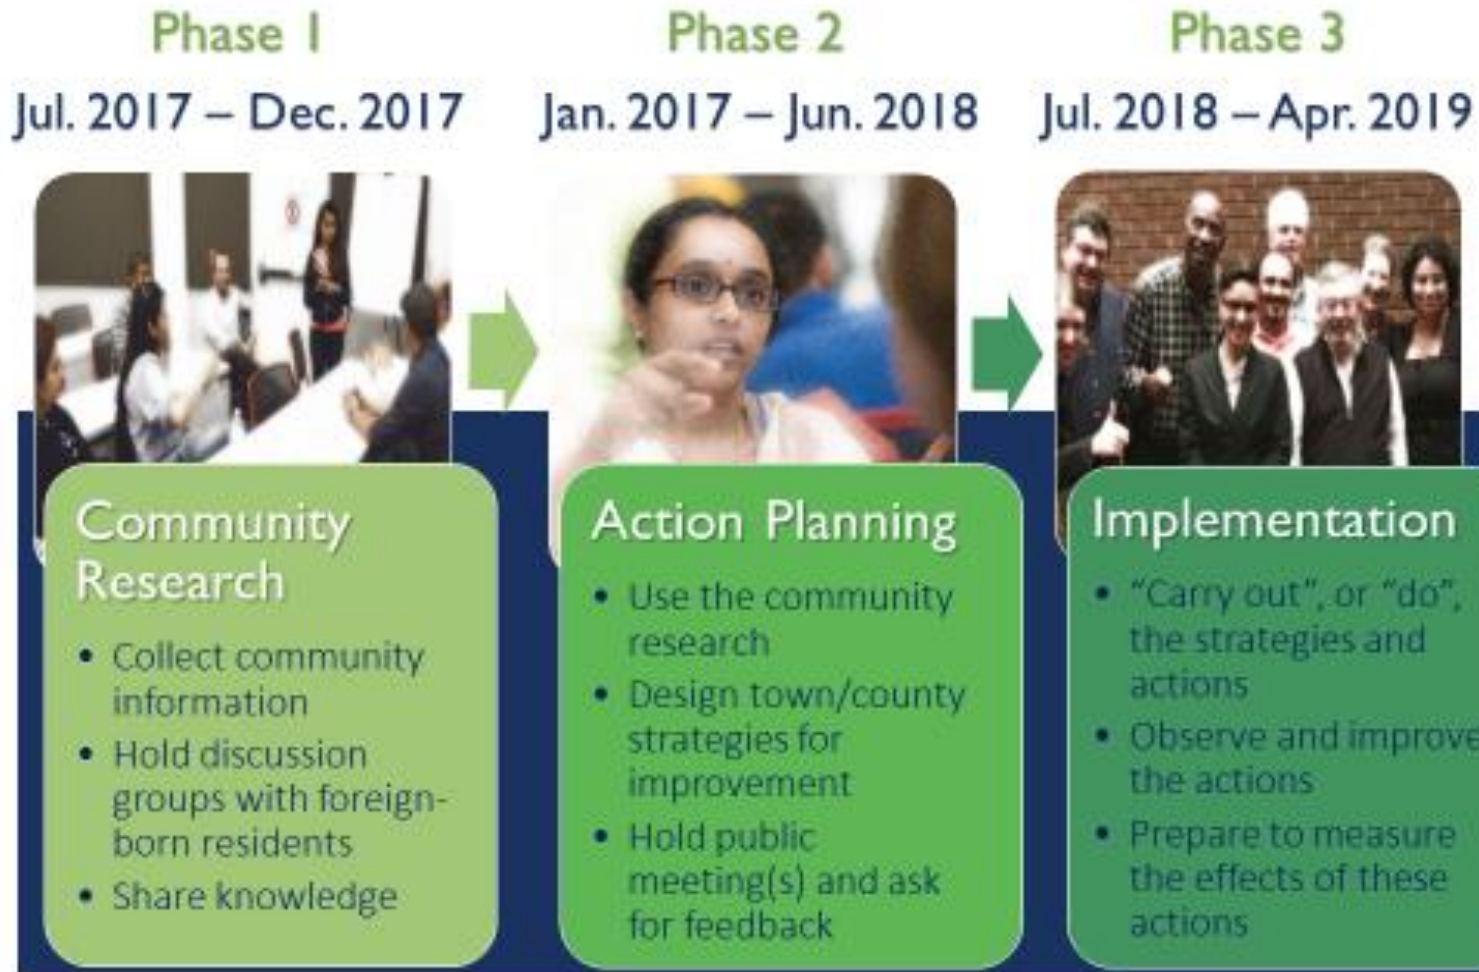 Phase 1
Jul. 2017 – Dec. 2017
Community
Research
• Collect community
information
• Hold discussion
groups with foreign-
born residents
• Share knowledge
Phase 2
Jan. 2017 – Jun. 2018
Action Planning
• Use the community
research
• Design town/county
strategies for
improvement
• Hold public
meeting(s) and ask
for feedback
Phase 3
Jul. 2018 – Apr. 2019
Implementation
• “Carry out”, or “do”,
the strategies and
actions
• Observe and improve
the actions
• Prepare to measure
the effects of these
actions